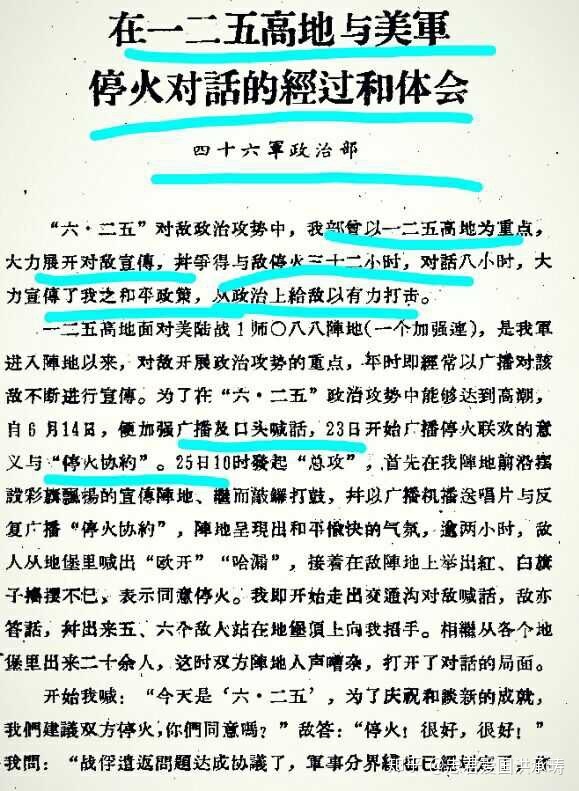 在一二五高地与美軍
停火对話的經过和体会
四十六軍政治部
“六·二五”对敌政治攻势中，我部曾以一二五高地为重点，
大力展开对敌宣傳，幷爭得与敌停火三十二小时，对話八小时，大
力宣傳了我之和平政策，从政治上給敌以有力打击。
一二五高地面对美陆战1师〇八八陣地(一个加强連)，是我軍
进入陣地以来，对敌开展政治攻势的重点，平时即經常以广播对該
敌不断进行宣傳。为了在“六·二五”政治攻势中能够达到高潮，
自6月14日，便加强广播及口头喊話，23日开始广播停火联欢的意
义与“停火协約”。25日10时發起“总攻”，首先在我陣地前沿摆
設彩旗飄揚的宣傳陣地、繼而敲鑼打鼓，幷以广播机播送唱片与反
复广播“停火协約”，陣地呈現出和平愉快的气氛，逾两小时，敌
人从地堡里喊出“欧开”“哈漏”，接着在敌陣地上举出紅、白旗
子搖摆不已，表示同意停火。我即开始走出交通沟对敌喊話，敌亦
答話，幷出来五、六个敌人站在地堡頂上向我招手。相繼从各个地
堡里出来二十余人，这时双方陣地人声嘈杂，打开了对話的局面。
开始我喊：“今天是‘六·二五’，为了庆祝和談新的成就，
我們建議双方停火，你們同意嗎？”敌答：“停火！很好，很好！”
我問：“战俘遣返問題达成协議了，軍事分界綫也已經
知乎